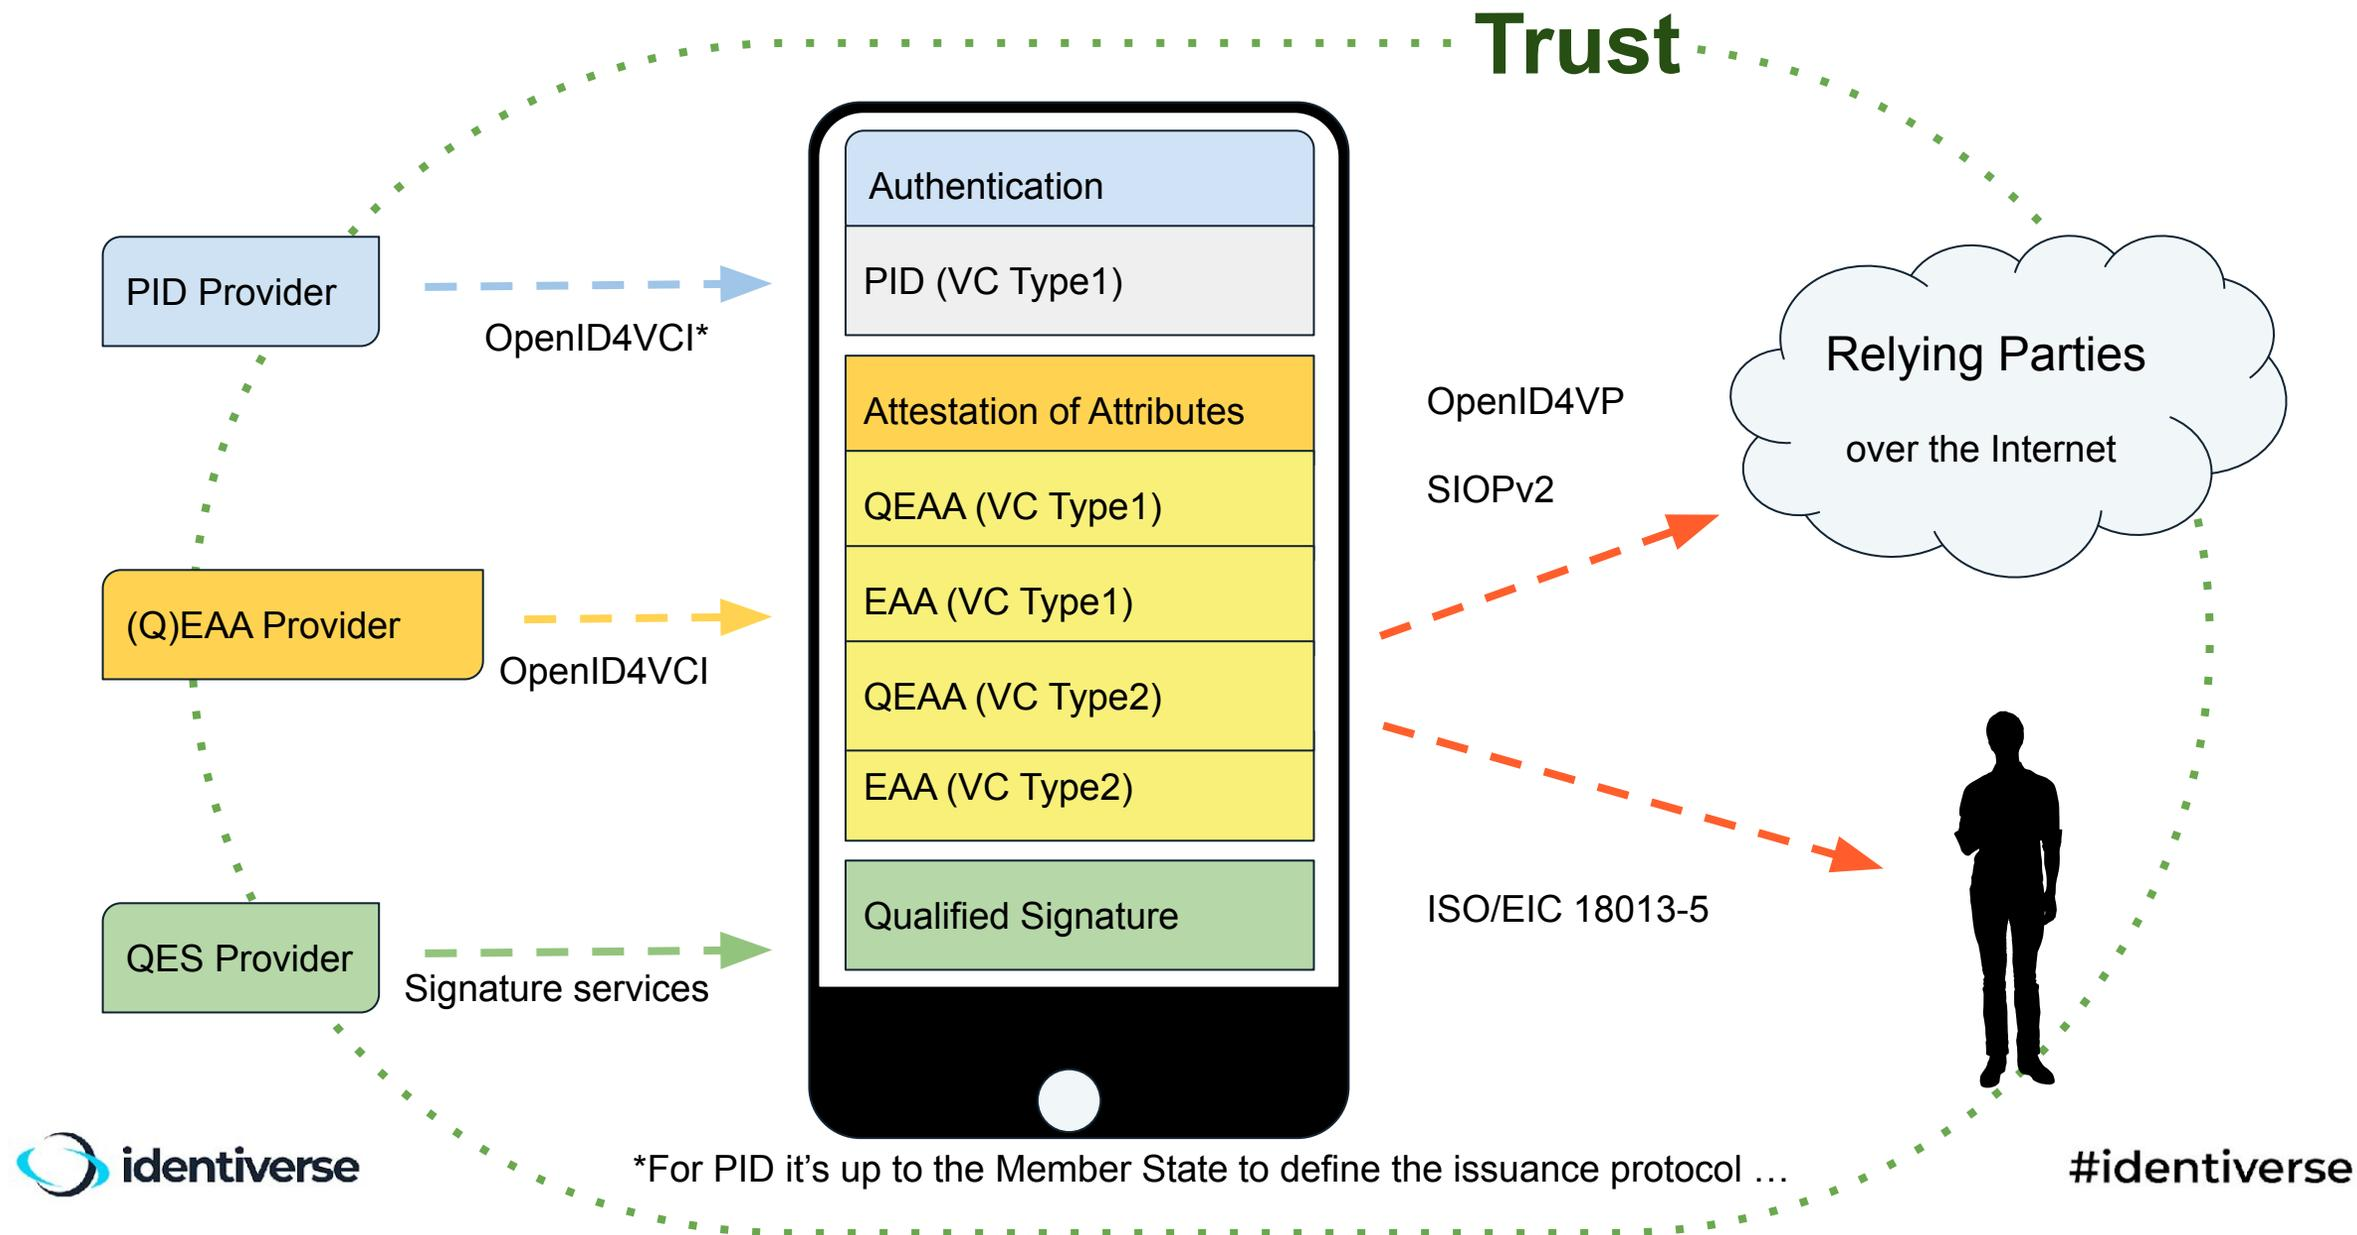 Trust
PID Provider
OpenID4VCI*
(Q)EAA Provider
OpenID4VCI
QES Provider
Signature services
Authentication
PID (VC Type1)
Attestation of Attributes
QEAA (VC Type1)
EAA (VC Type1)
QEAA (VC Type2)
EAA (VC Type2)
Qualified Signature
OpenID4VP
SIOPv2
Relying Parties
over the Internet
ISO/EIC 18013-5
identiverse
*For PID it’s up to the Member State to define the issuance protocol …
#identiverse